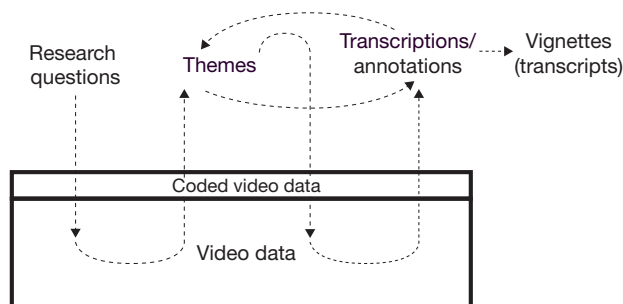 Research
questions
Themes
Transcriptions/
annotations
Vignettes
(transcripts)
Coded video data
Video data